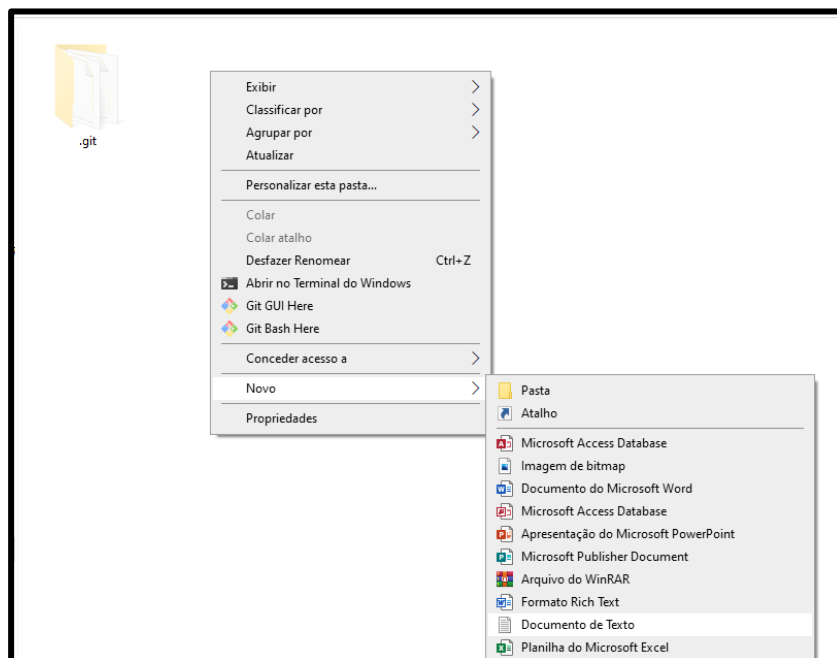 .git
Exibir
Classificar por
Agrupar por
Atualizar
Personalizar esta pasta...
Colar
Colar atalho
Desfazer Renomear Ctrl+Z
Abrir no Terminal do Windows
Git GUI Here
Git Bash Here
Conceder acesso a
Novo
Propriedades
Pasta
Atalho
Microsoft Access Database
Imagem de bitmap
Documento do Microsoft Word
Microsoft Access Database
Apresentação do Microsoft PowerPoint
Microsoft Publisher Document
Arquivo do WinRAR
Formato Rich Text
Documento de Texto
Planilha do Microsoft Excel